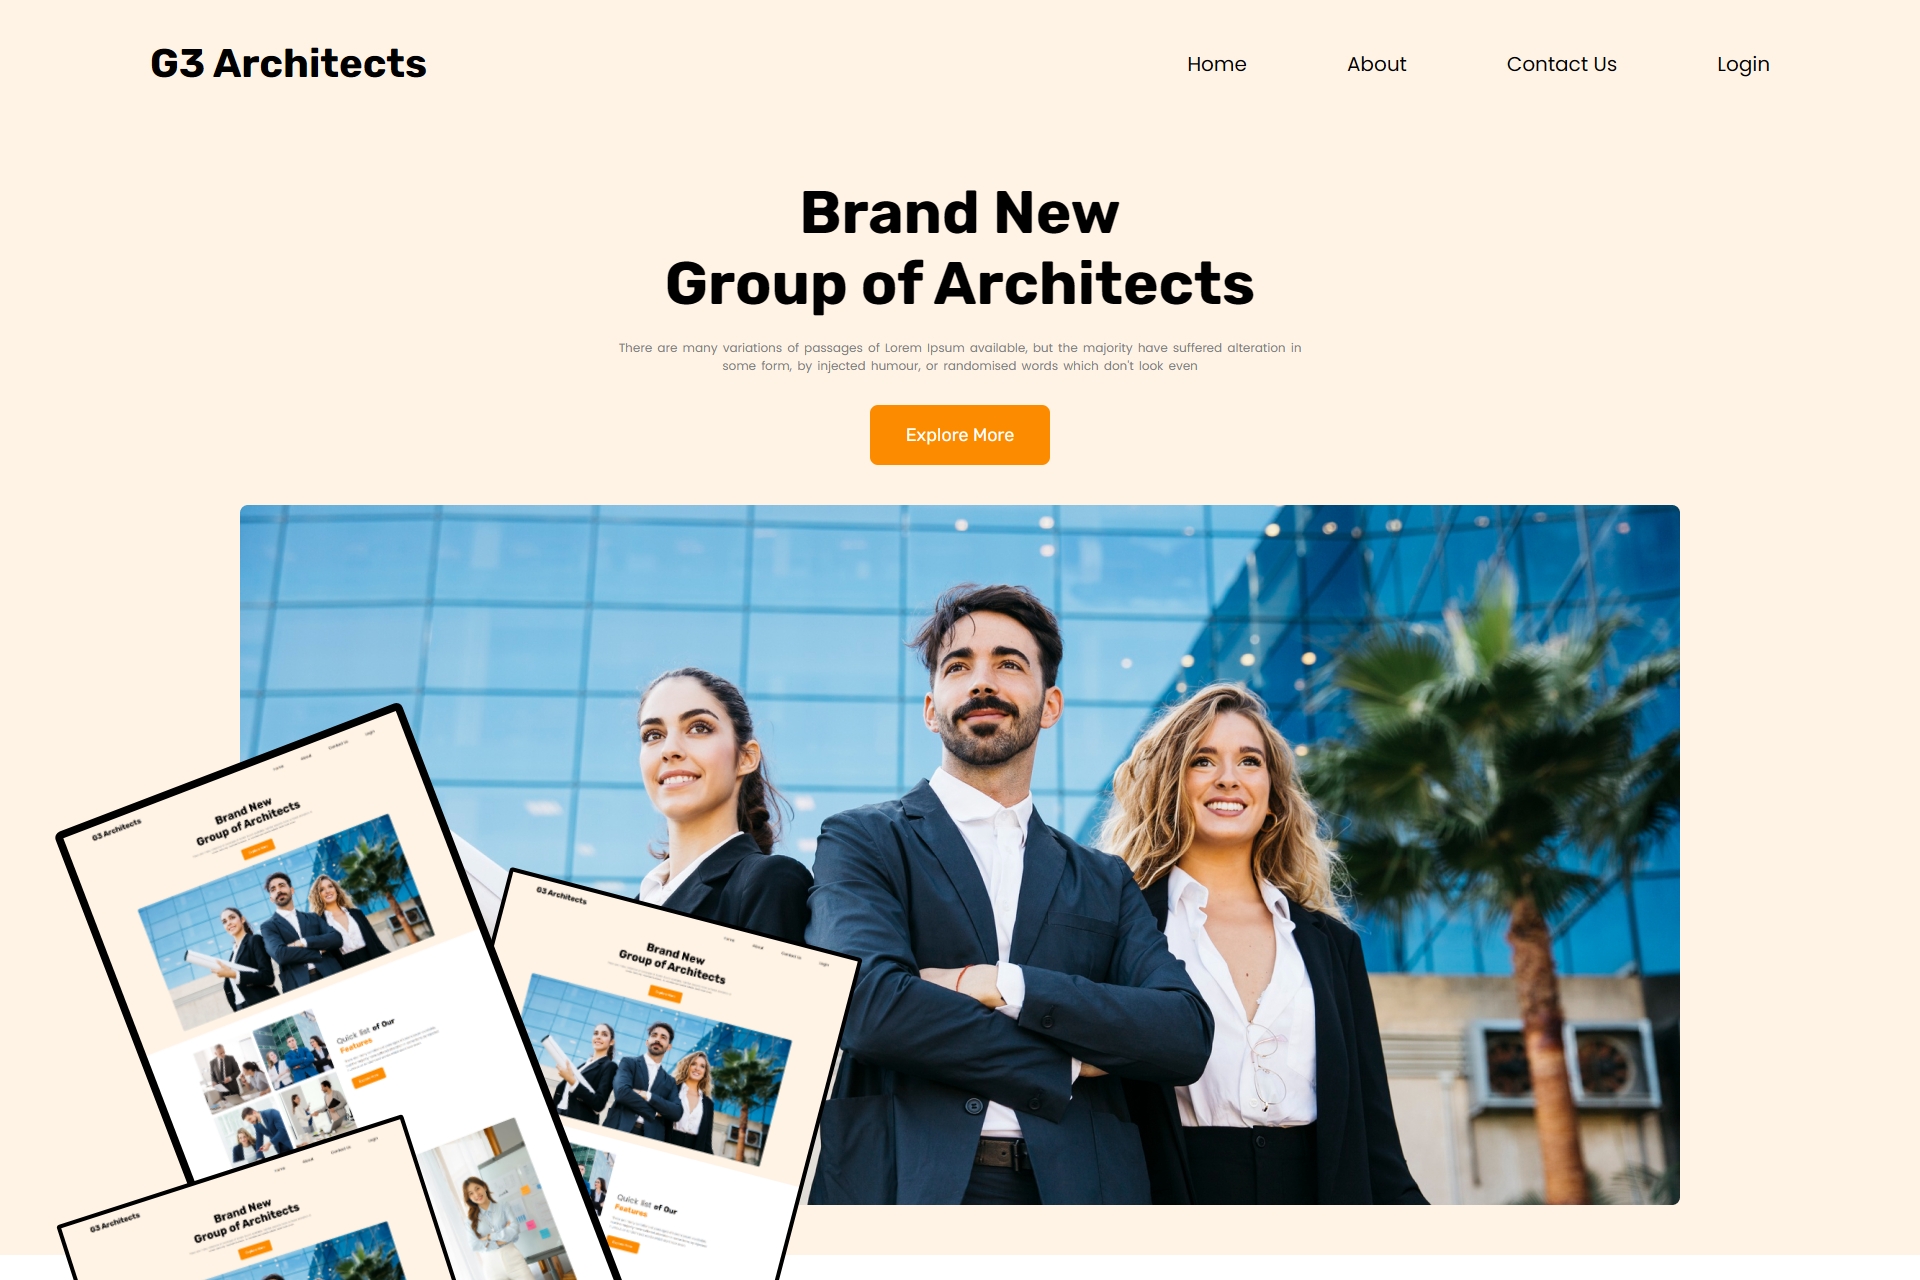 G3 Architects
Home
About
Contact Us
Login
Brand New
Group of Architects
There are many variations of passages of Lorem Ipsum available, but the majority have suffered alteration in
some form, by injected humour, or randomised words which don't look even
Explore More
G3 Architects
Home
About
Contact Us
Login
Brand New
Group of Architects
Quick list of Our
Features
G3 Architects
Home
About
Contact Us
Login
Brand New
Group of Architects
Quick list of Our
Features
G3 Architects
Home
About
Contact Us
Login
Brand New
Group of Architects